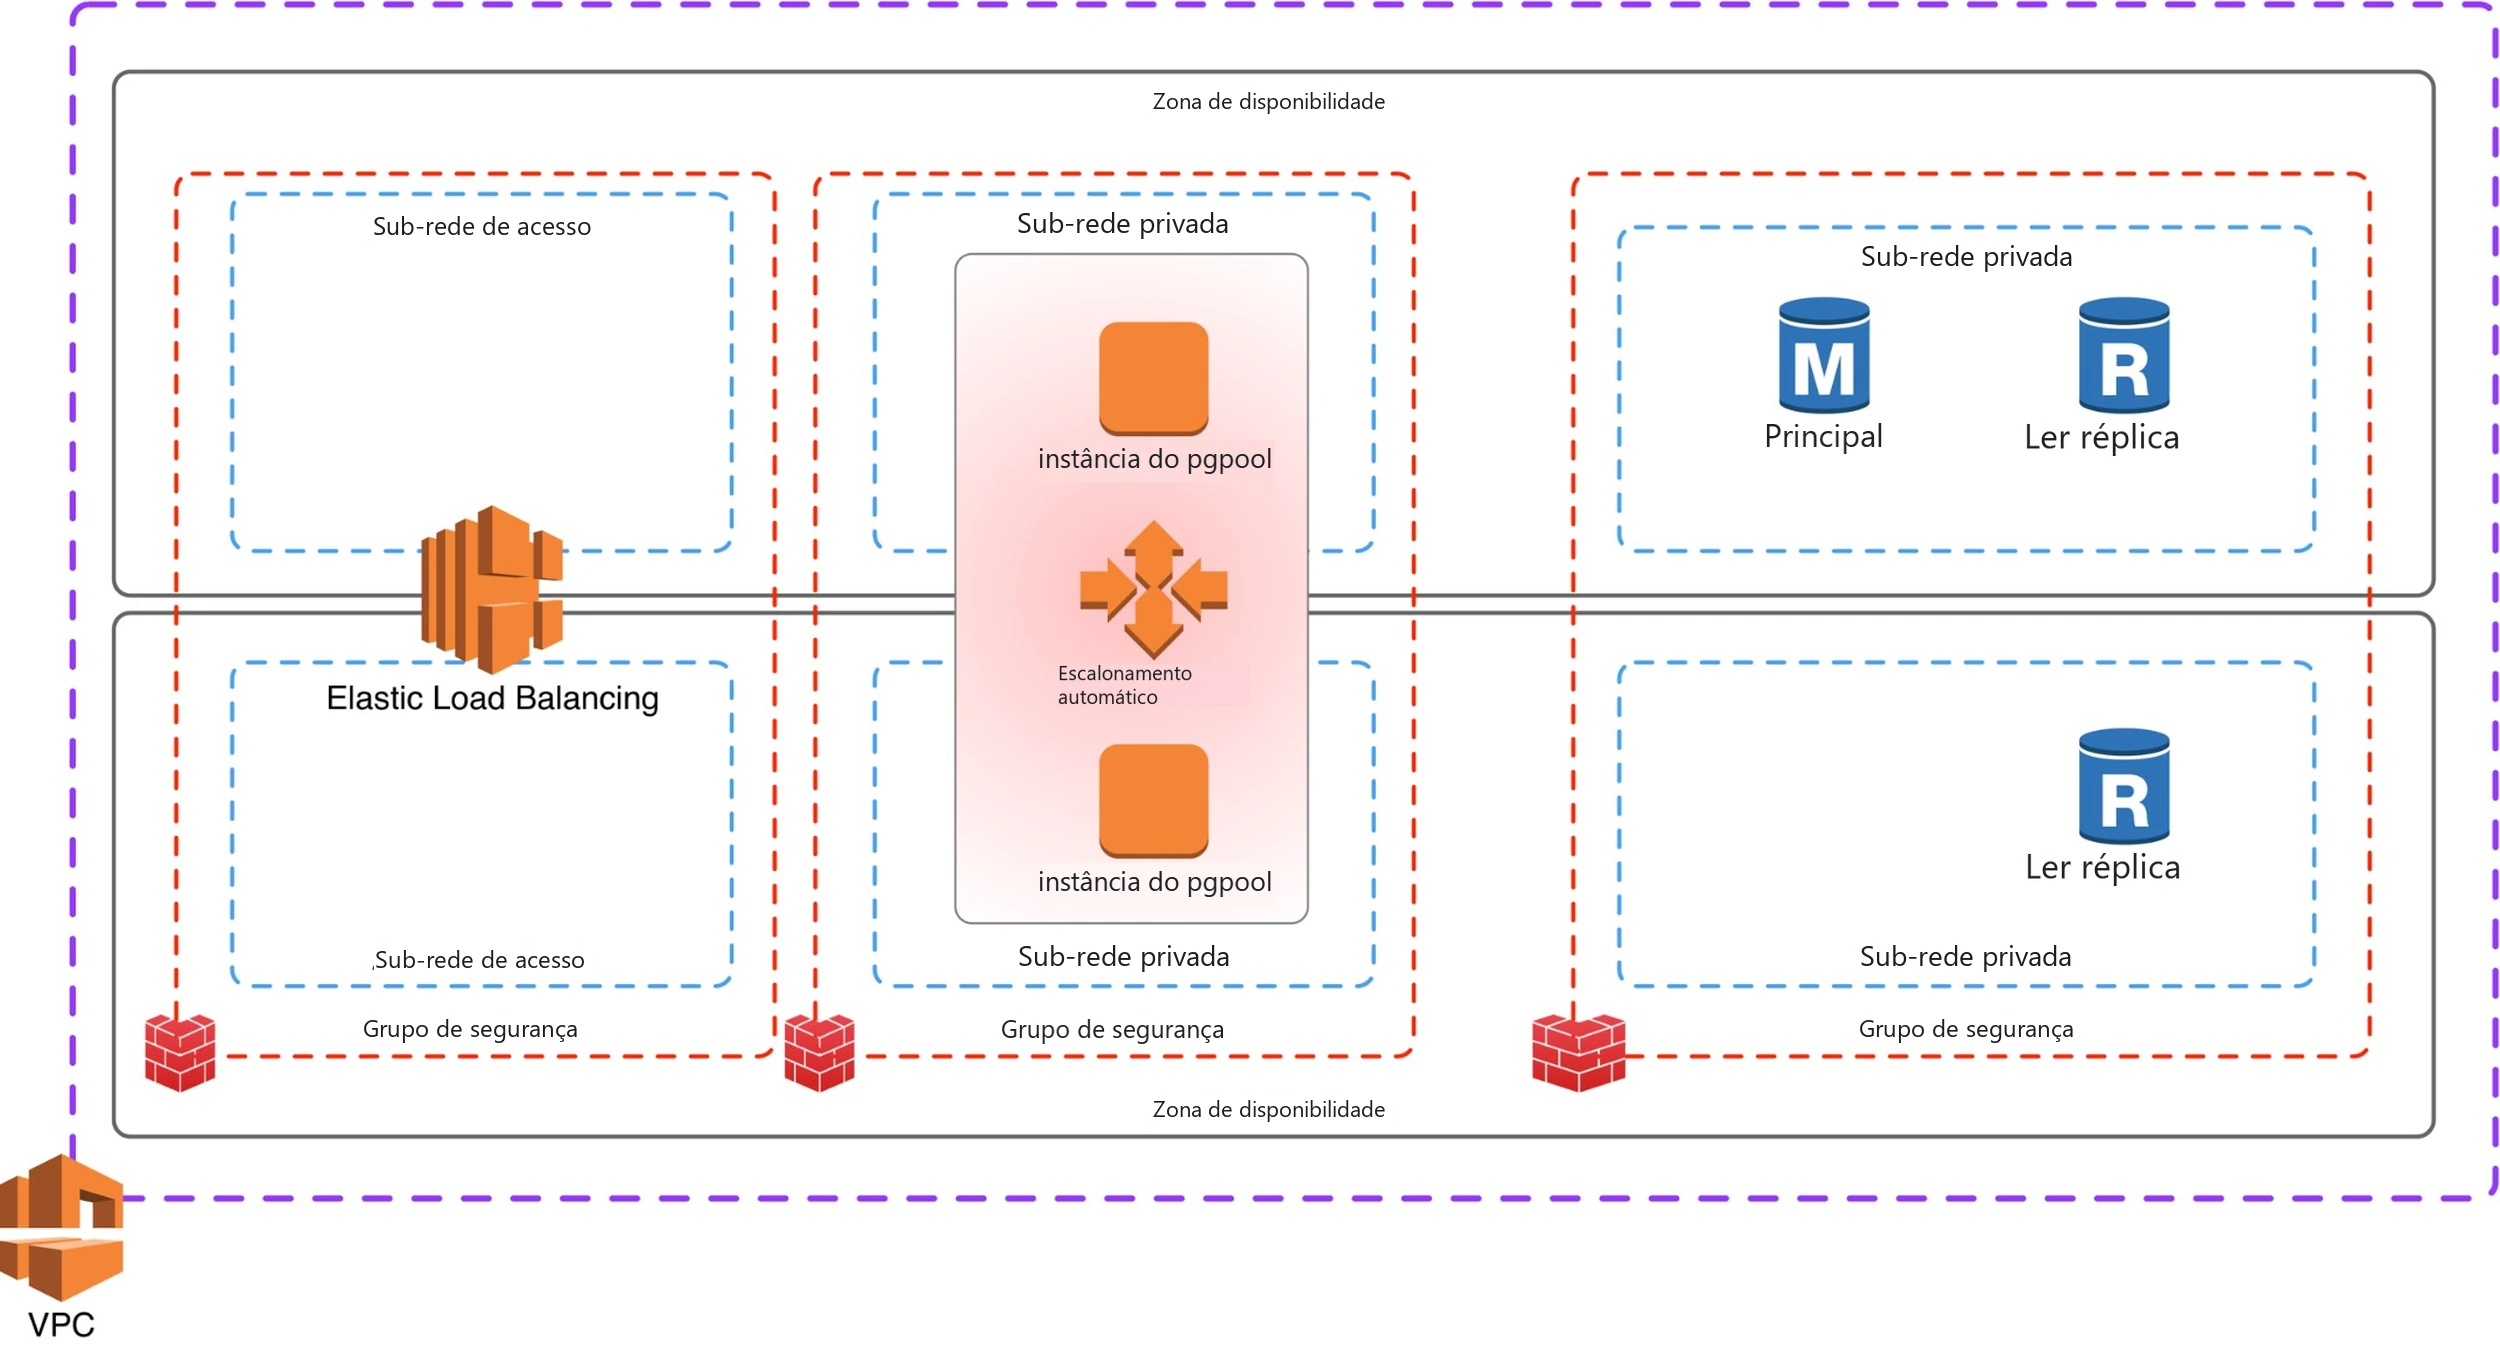 Zona de disponibilidade
Sub-rede de acesso
Sub-rede privada
Sub-rede privada
M
R
instância do pgpool
Principal
Ler réplica
Elastic Load Balancing
Escalonamento
automático
R
instância do pgpool
Ler réplica
Sub-rede de acesso
Sub-rede privada
Sub-rede privada
Grupo de segurança
Grupo de segurança
Grupo de segurança
Zona de disponibilidade
VPC